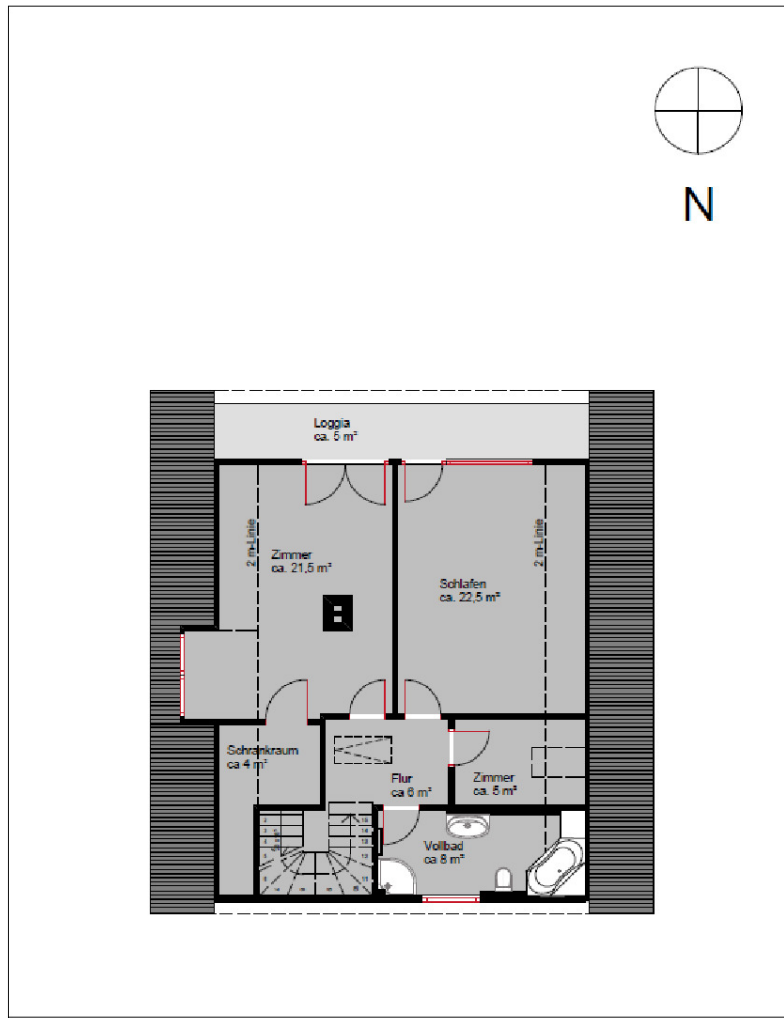 N
Loggia
ca. 5 m²
2 m-Linie
2 m-Linie
Zimmer
ca. 21,5 m²
Schlafen
ca. 22,5 m²
Schrankraum
ca 4 m²
Flur
ca 6 m²
Zimmer
ca. 5 m²
Vollbad
ca 8 m²